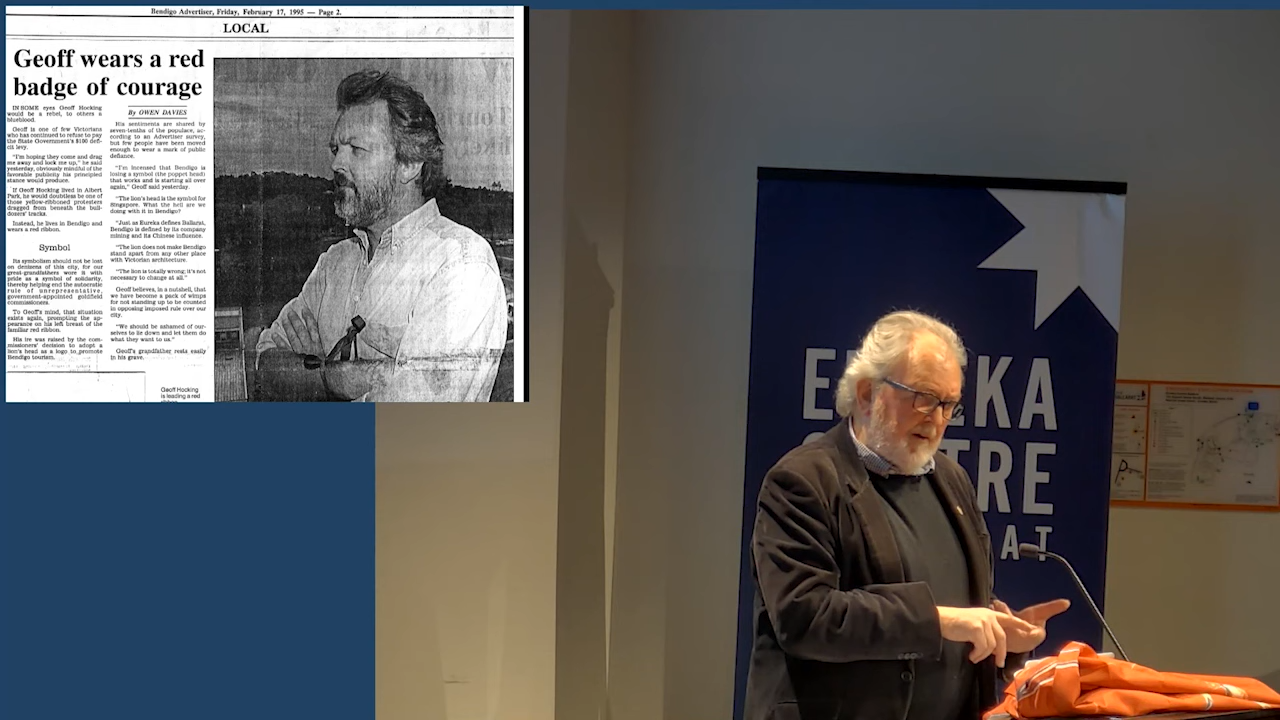 Bendigo Advertiser, Friday, February 17, 1995 — Page 2.
LOCAL
Geoff wears a red
badge of courage
IN SOME eyes Geoff Hocking
would be a rebel, to others a
blueblood.
Geoff is one of few Victorians
who has continued to refuse to pay
the State Government's $100 defi-
cit levy.
"I'm hoping they come and drag
me away and lock me up," he said
yesterday, obviously mindful of the
favorable publicity his principled
stance would produce.
If Geoff Hocking lived in Albert
Park, he would doubtless be one of
those yellow-ribboned protesters
dragged from beneath the bull-
dozers' tracks.
Instead, he lives in Bendigo and
wears a red ribbon.
Symbol
Its symbolism should not be lost
on denizens of this city, for our
great-grandfathers wore it with
pride as a symbol of solidarity,
thereby helping end the autocratic
rule of unrepresentative,
government-appointed goldfield
commissioners.
To Geoff's mind, that situation
exists again, prompting the ap-
pearance on his left breast of the
familiar red ribbon.
His ire was raised by the com-
missioners' decision to adopt a
lion's head as a logo to promote
Bendigo tourism.
By OWEN DAVIES
His sentiments are shared by
seven-tenths of the populace, ac-
cording to an Advertiser survey,
but few people have been moved
enough to wear a mark of public
defiance.
"I'm incensed that Bendigo is
losing a symbol (the poppet head)
that works and is starting all over
again," Geoff said yesterday.
"The lion's head is the symbol for
Singapore. What the hell are we
doing with it in Bendigo?
"Just as Eureka defines Ballarat,
Bendigo is defined by its company
mining and its Chinese influence.
"The lion does not make Bendigo
stand apart from any other place
with Victorian architecture.
"The lion is totally wrong; it's not
necessary to change at all."
Geoff believes, in a nutshell, that
we have become a pack of wimps
for not standing up to be counted
in opposing imposed rule over our
city.
"We should be ashamed of our-
selves to lie down and let them do
what they want to us."
Geoff's grandfather rests easily
in his grave.
Geoff Hocking
is leading a red
E EKA
TRE
AT